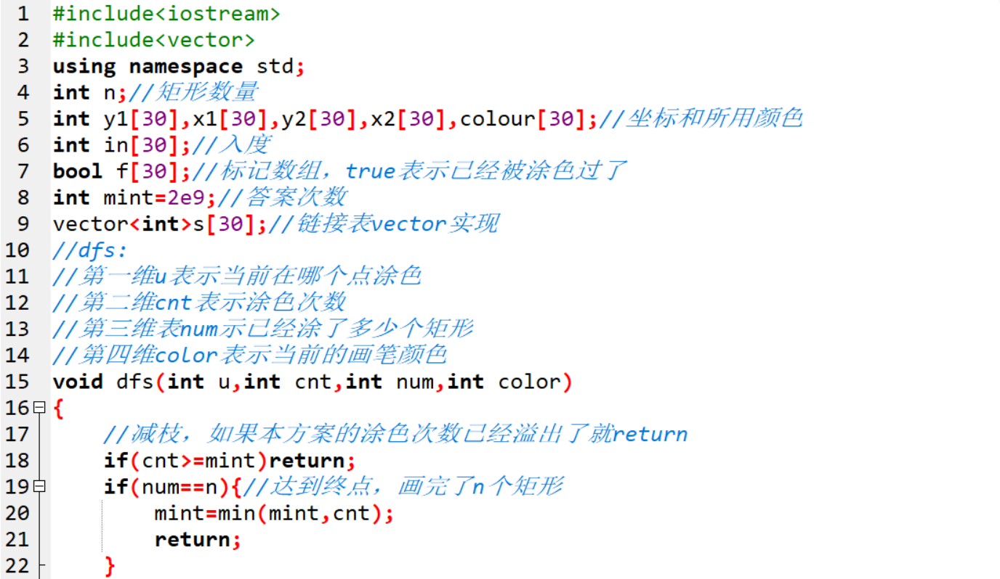 1 #include<iostream>
2 #include<vector>
3 using namespace std;
4 int n;//矩形数量
5 int y1[30],x1[30],y2[30],x2[30],colour[30];//坐标和所用颜色
6 int in[30];//入度
7 bool f[30];//标记数组，true表示已经被涂色过了
8 int mint=2e9;//答案次数
9 vector<int>s[30];//链接表vector实现
10 //dfs:
11 //第一维u表示当前在哪个点涂色
12 //第二维cnt表示涂色次数
13 //第三维表num示已经涂了多少个矩形
14 //第四维color表示当前的画笔颜色
15 void dfs(int u,int cnt,int num,int color)
16 {
17 //减枝，如果本方案的涂色次数已经溢出了就return
18 if(cnt>=mint)return;
19 if(num==n){//达到终点，画完了n个矩形
20 mint=min(mint,cnt);
21 return;
22 }